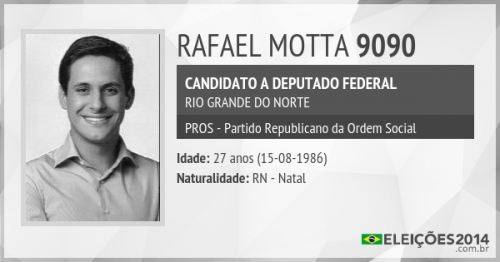 RAFAEL MOTTA 9090
CANDIDATO A DEPUTADO FEDERAL
RIO GRANDE DO NORTE
PROS - Partido Republicano da Ordem Social
Idade: 27 anos (15-08-1986)
Naturalidade: RN - Natal
ELEIÇÕES2014
.com.br